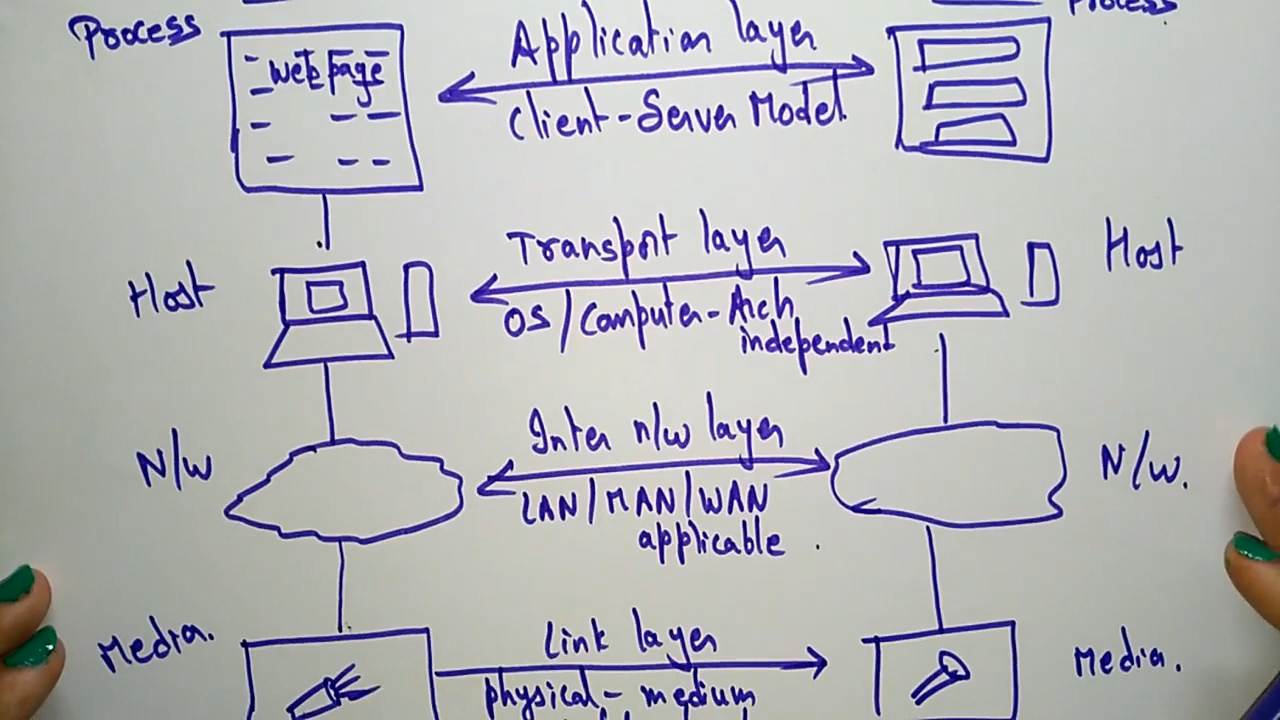 Process
Process
web page
Application layer
Client-Server Model
Transport layer
Host
Host
OS/Computer-Arch
independent
Inter n/w layer
N/W
N/W.
LAN/MAN/WAN
applicable .
Link layer
Media.
Media.
physical- medium